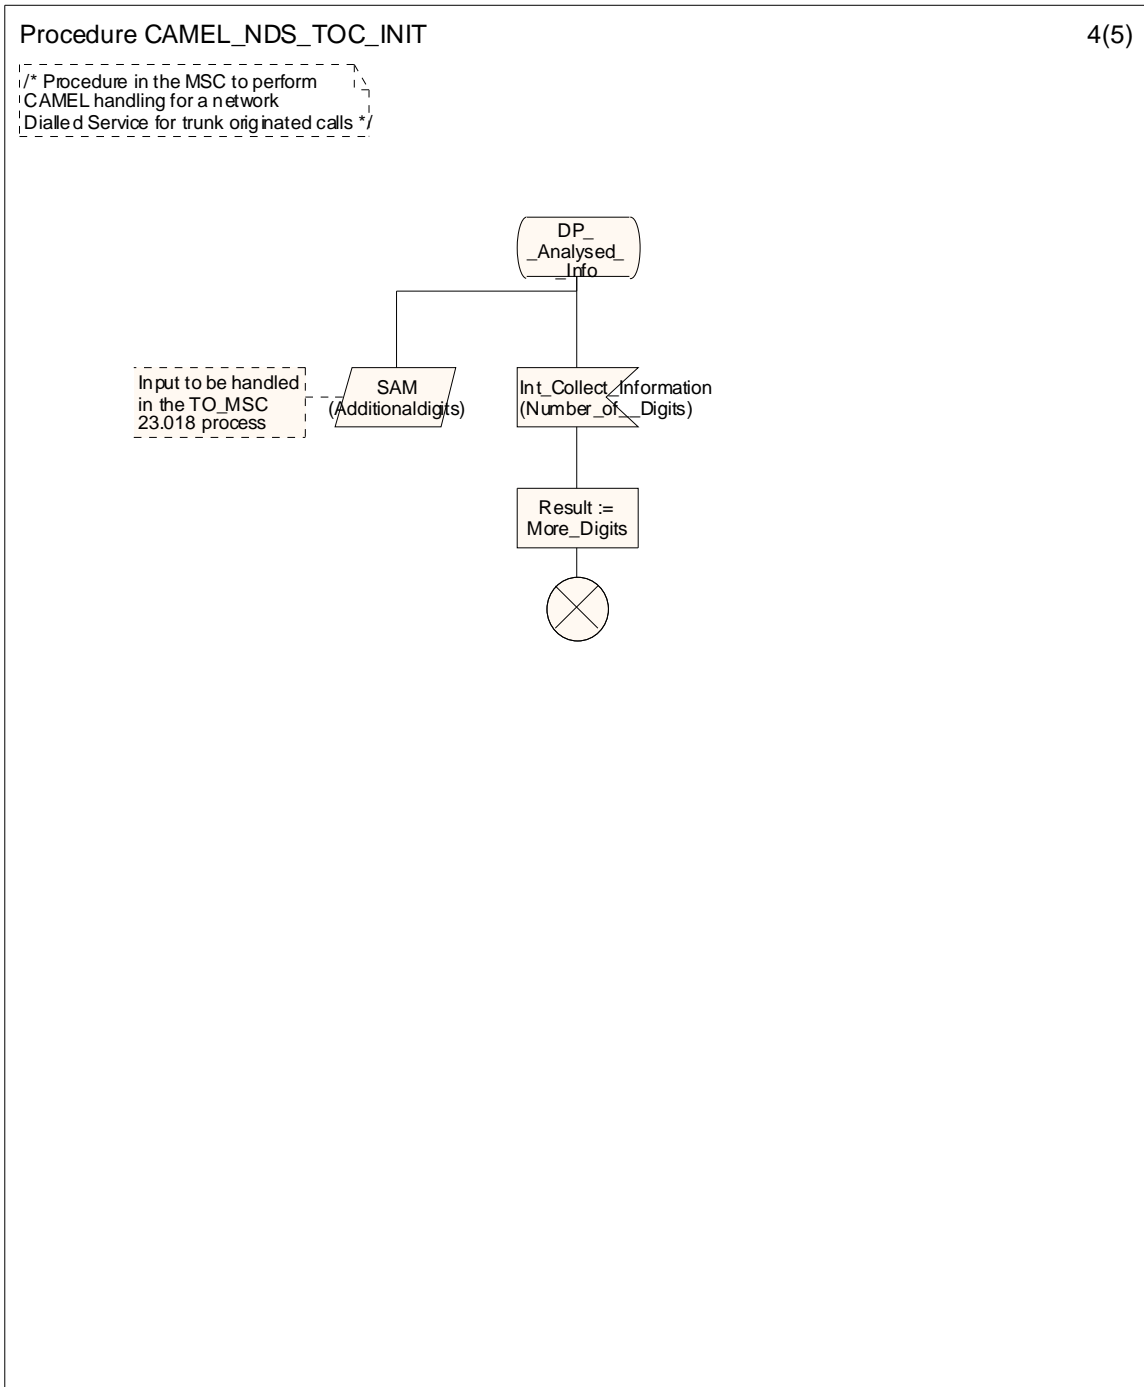 Procedure CAMEL_NDS_TOC_INIT
4(5)
/* Procedure in the MSC to perform
CAMEL handling for a network
Dialled Service for trunk originated calls */
DP_
_Analysed_
_Info
Input to be handled
in the TO_MSC
23.018 process
SAM
(Additionaldigits)
Int_Collect_Information
(Number_of__Digits)
Result :=
More_Digits